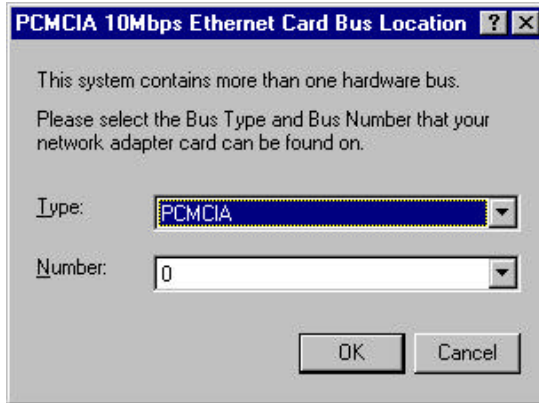 PCMCIA 10Mbps Ethernet Card Bus Location ? ×
This system contains more than one hardware bus.
Please select the Bus Type and Bus Number that your
network adapter card can be found on.
Type: PCMCIA
Number: 0
OK Cancel